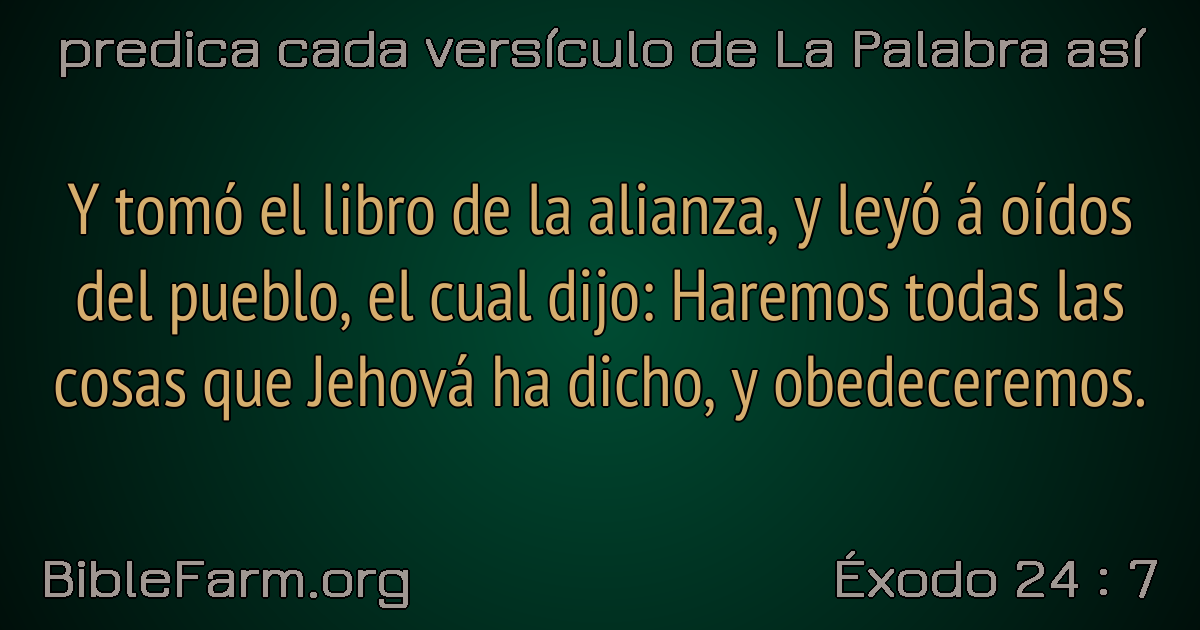 predica cada versículo de La Palabra así
Y tomó el libro de la alianza, y leyó á oídos
del pueblo, el cual dijo: Haremos todas las
cosas que Jehová ha dicho, y obedeceremos.
BibleFarm.org
Éxodo 24 : 7